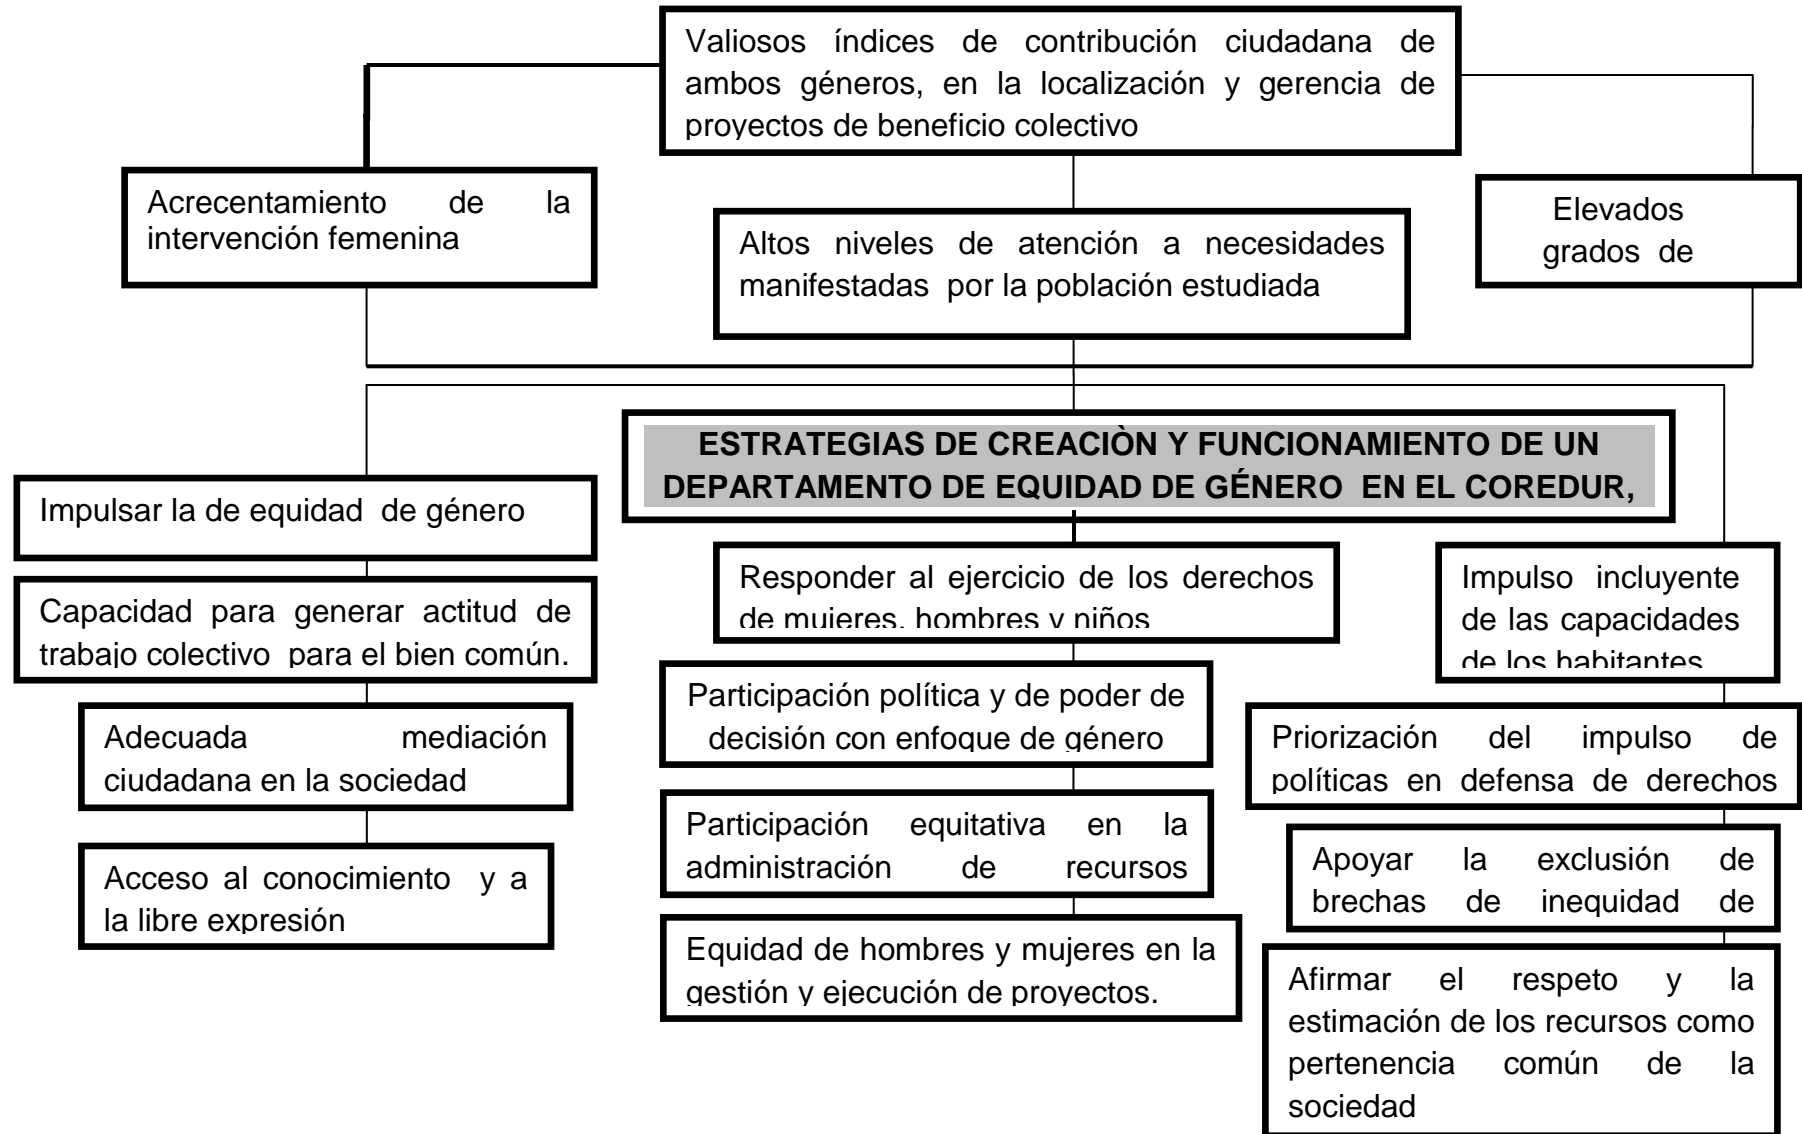 Valiosos índices de contribución ciudadana de
ambos géneros, en la localización y gerencia de
proyectos de beneficio colectivo
Acrecentamiento de la
intervención femenina
Altos niveles de atención a necesidades
manifestadas por la población estudiada
Elevados
grados de
ESTRATEGIAS DE CREACIÒN Y FUNCIONAMIENTO DE UN
DEPARTAMENTO DE EQUIDAD DE GÉNERO EN EL COREDUR,
Impulsar la de equidad de género
Capacidad para generar actitud de
trabajo colectivo para el bien común.
Adecuada mediación
ciudadana en la sociedad
Acceso al conocimiento y a
la libre expresión
Responder al ejercicio de los derechos
de mujeres, hombres y niños
Participación política y de poder de
decisión con enfoque de género
Participación equitativa en la
administración de recursos
Equidad de hombres y mujeres en la
gestión y ejecución de proyectos.
Impulso incluyente
de las capacidades
de los habitantes
Priorización del impulso de
políticas en defensa de derechos
Apoyar la exclusión de
brechas de inequidad de
Afirmar el respeto y la
estimación de los recursos como
pertenencia común de la
sociedad